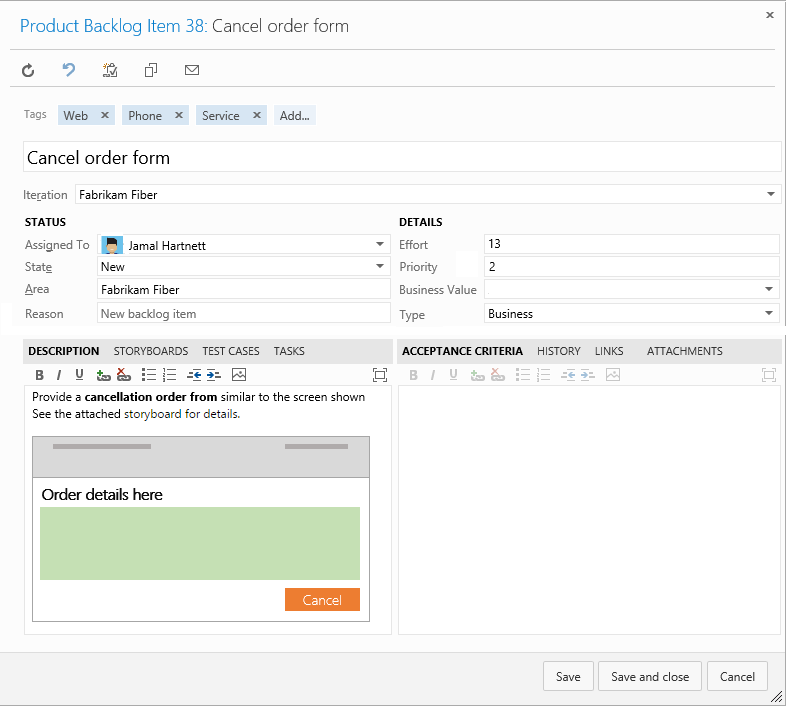 Product Backlog Item 38: Cancel order form
Tags Web Phone Service Add...
Cancel order form
Iteration Fabrikam Fiber
STATUS
Assigned To Jamal Hartnett
State New
Area Fabrikam Fiber
Reason New backlog item
DETAILS
Effort 13
Priority 2
Business Value
Type Business
DESCRIPTION STORYBOARDS TEST CASES TASKS
B I U
Provide a cancellation order from similar to the screen shown
See the attached storyboard for details.
Order details here
Cancel
ACCEPTANCE CRITERIA HISTORY LINKS ATTACHMENTS
B I U
Save Save and close Cancel